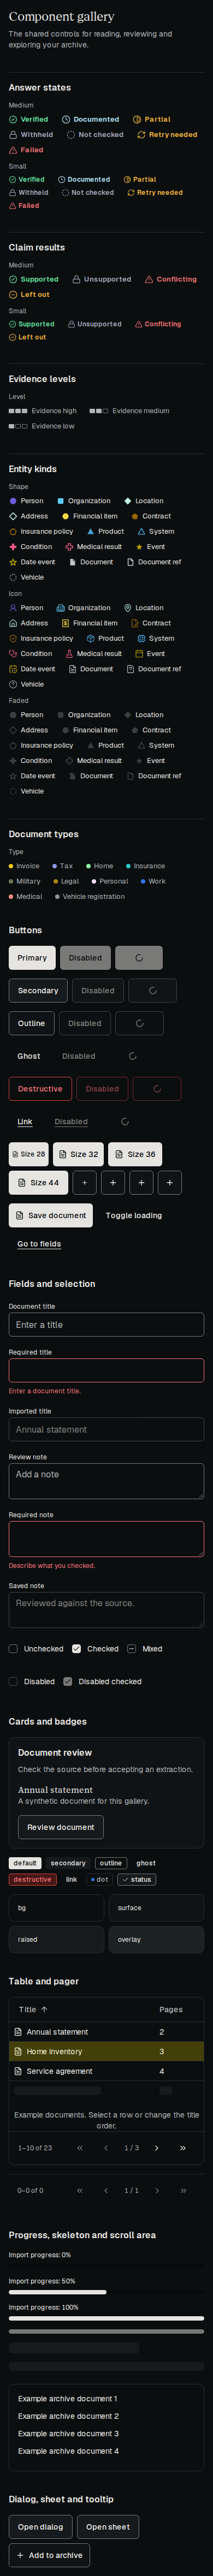 Component gallery
The shared controls for reading, reviewing and
exploring your archive.
Answer states
Medium
Verified Documented Partial
Withheld Not checked Retry needed
Failed
Small
Verified Documented Partial
Withheld Not checked Retry needed
Failed
Claim results
Medium
Supported Unsupported Conflicting
Left out
Small
Supported Unsupported Conflicting
Left out
Evidence levels
Level
Evidence high Evidence medium
Evidence low
Entity kinds
Shape
Person Organization Location
Address Financial item Contract
Insurance policy Product System
Condition Medical result Event
Date event Document Document ref
Vehicle
Icon
Person Organization Location
Address Financial item Contract
Insurance policy Product System
Condition Medical result Event
Date event Document Document ref
Vehicle
Faded
Person Organization Location
Address Financial item Contract
Insurance policy Product System
Condition Medical result Event
Date event Document Document ref
Vehicle
Document types
Type
Invoice Tax Home Insurance
Military Legal Personal Work
Medical Vehicle registration
Buttons
Primary Disabled
Secondary Disabled
Outline Disabled
Ghost Disabled
Destructive Disabled
Link Disabled
Size 28 Size 32 Size 36
Size 44
Save document Toggle loading
Go to fields
Fields and selection
Document title
Enter a title
Required title
Enter a document title.
Imported title
Annual statement
Review note
Add a note
Required note
Describe what you checked.
Saved note
Reviewed against the source.
Unchecked Checked Mixed
Disabled Disabled checked
Cards and badges
Document review
Check the source before accepting an extraction.
Annual statement
A synthetic document for this gallery.
Review document
default secondary outline ghost
destructive link dot status
bg surface
raised overlay
Table and pager
Title Pages
Annual statement 2
Home inventory 3
Service agreement 4
Example documents. Select a row or change the title
order.
1–10 of 23 1 / 3
0–0 of 0 1 / 1
Progress, skeleton and scroll area
Import progress: 0%
Import progress: 50%
Import progress: 100%
Example archive document 1
Example archive document 2
Example archive document 3
Example archive document 4
Dialog, sheet and tooltip
Open dialog Open sheet
Add to archive